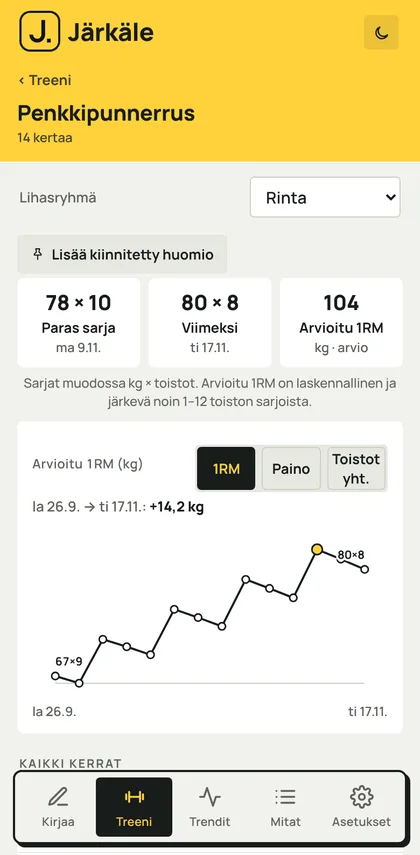 J. Järkäle
‹ Treeni
Penkkipunnerrus
14 kertaa
Lihasryhmä
Rinta
Lisää kiinnitetty huomio
78 × 10
Paras sarja
ma 9.11.
80 × 8
Viimeksi
ti 17.11.
104
Arvioitu 1RM
kg · arvio
Sarjat muodossa kg × toistot. Arvioitu 1RM on laskennallinen ja
järkevä noin 1–12 toiston sarjoista.
Arvioitu 1RM (kg)
1RM
Paino
Toistot
yht.
la 26.9. → ti 17.11.: +14,2 kg
80×8
67×9
la 26.9.
ti 17.11.
KAIKKI KERRAT
Kirjaa
Treeni
Trendit
Mitat
Asetukset